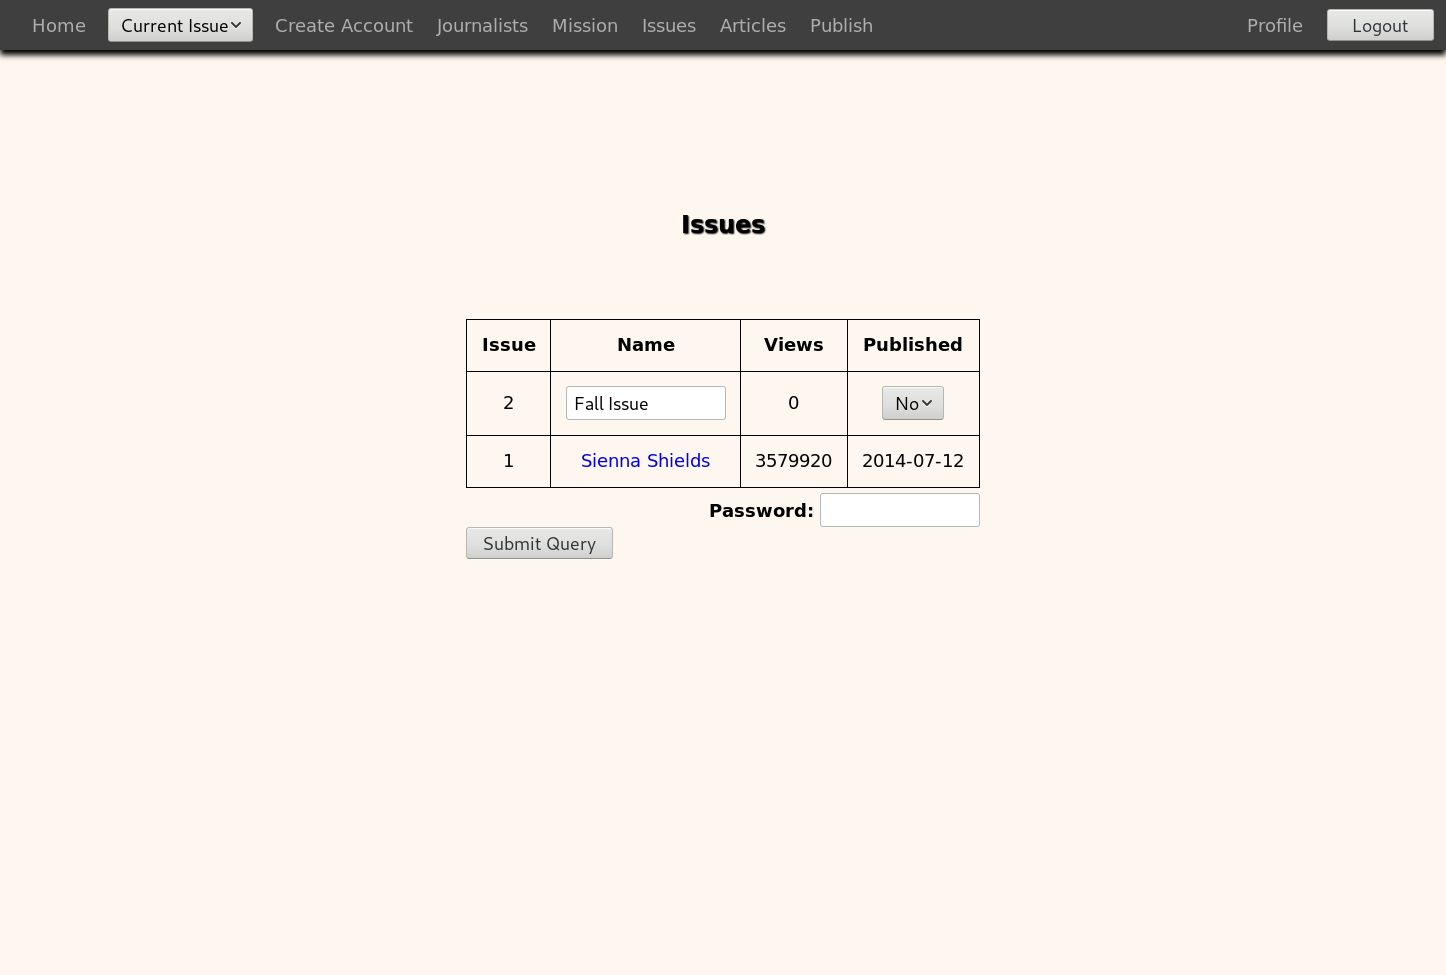 Home Current Issue Create Account Journalists Mission Issues Articles Publish Profile Logout
Issues
Issue Name Views Published
2 Fall Issue 0 No
1 Sienna Shields 3579920 2014-07-12
Password:
Submit Query